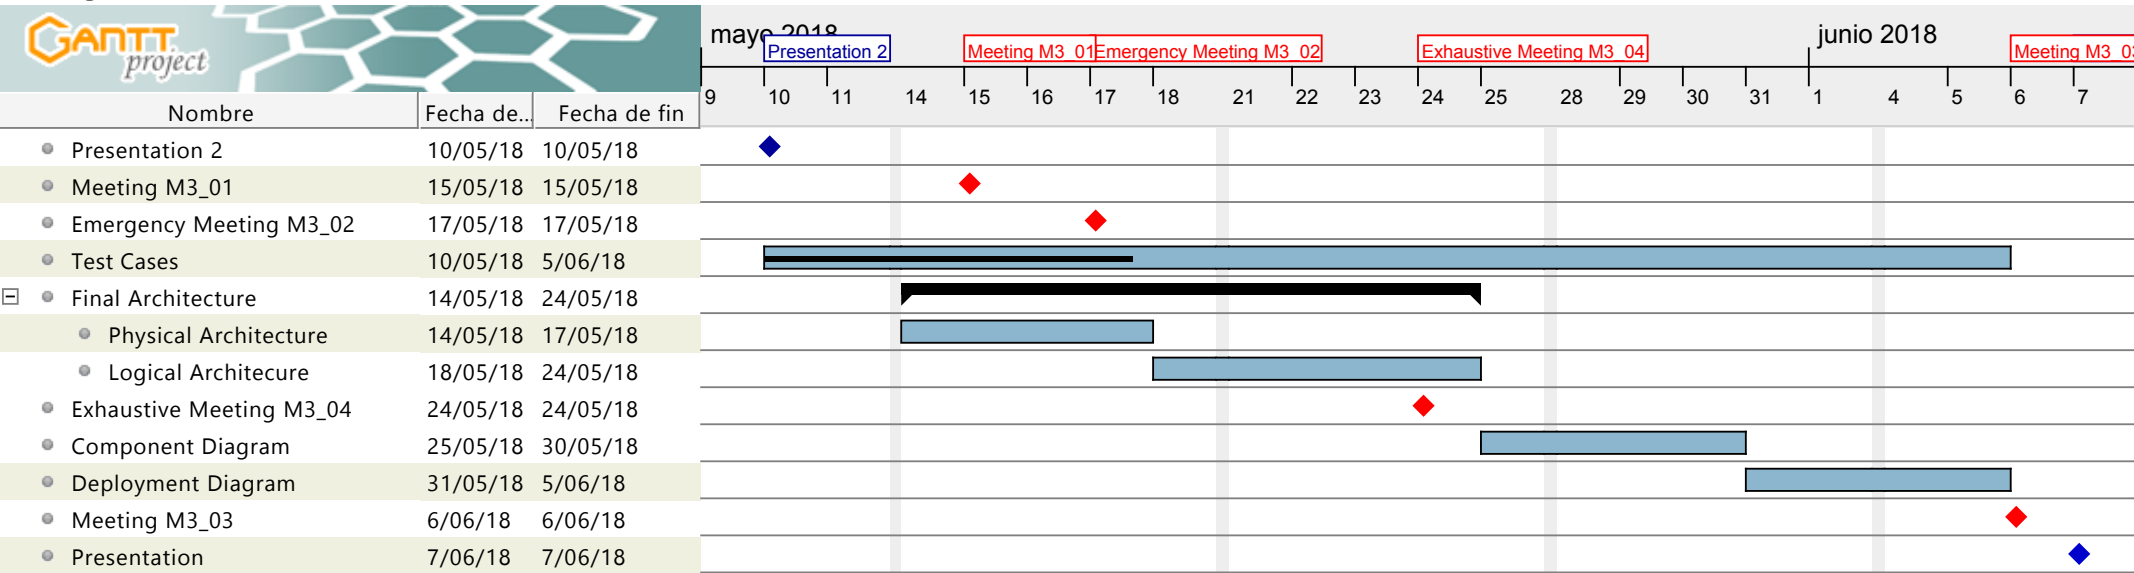 GANTT
project
mayo 2018
junio 2018
Presentation 2
Meeting M3_01
Emergency Meeting M3_02
Exhaustive Meeting M3_04
Meeting M3_03
9 10 11 14 15 16 17 18 21 22 23 24 25 28 29 30 31 1 4 5 6 7
Nombre Fecha de... Fecha de fin
Presentation 2 10/05/18 10/05/18
Meeting M3_01 15/05/18 15/05/18
Emergency Meeting M3_02 17/05/18 17/05/18
Test Cases 10/05/18 5/06/18
Final Architecture 14/05/18 24/05/18
Physical Architecture 14/05/18 17/05/18
Logical Architecure 18/05/18 24/05/18
Exhaustive Meeting M3_04 24/05/18 24/05/18
Component Diagram 25/05/18 30/05/18
Deployment Diagram 31/05/18 5/06/18
Meeting M3_03 6/06/18 6/06/18
Presentation 7/06/18 7/06/18